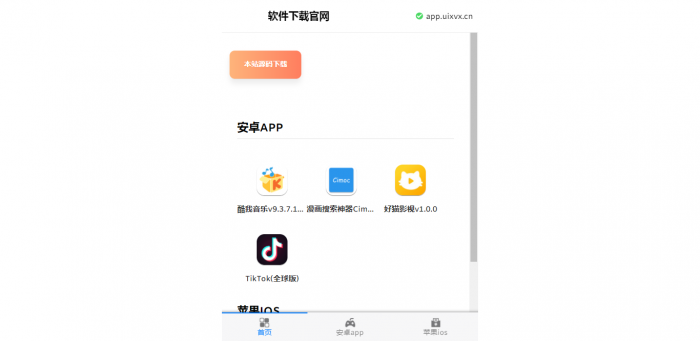 软件下载官网
app.uixvx.cn
本站源码下载
安卓APP
酷我音乐v9.3.7.1...
漫画搜索神器Cim...
好猫影视v1.0.0
Cimoc
K
TikTok(全球版)
苹果IOS
首页
安卓app
苹果ios